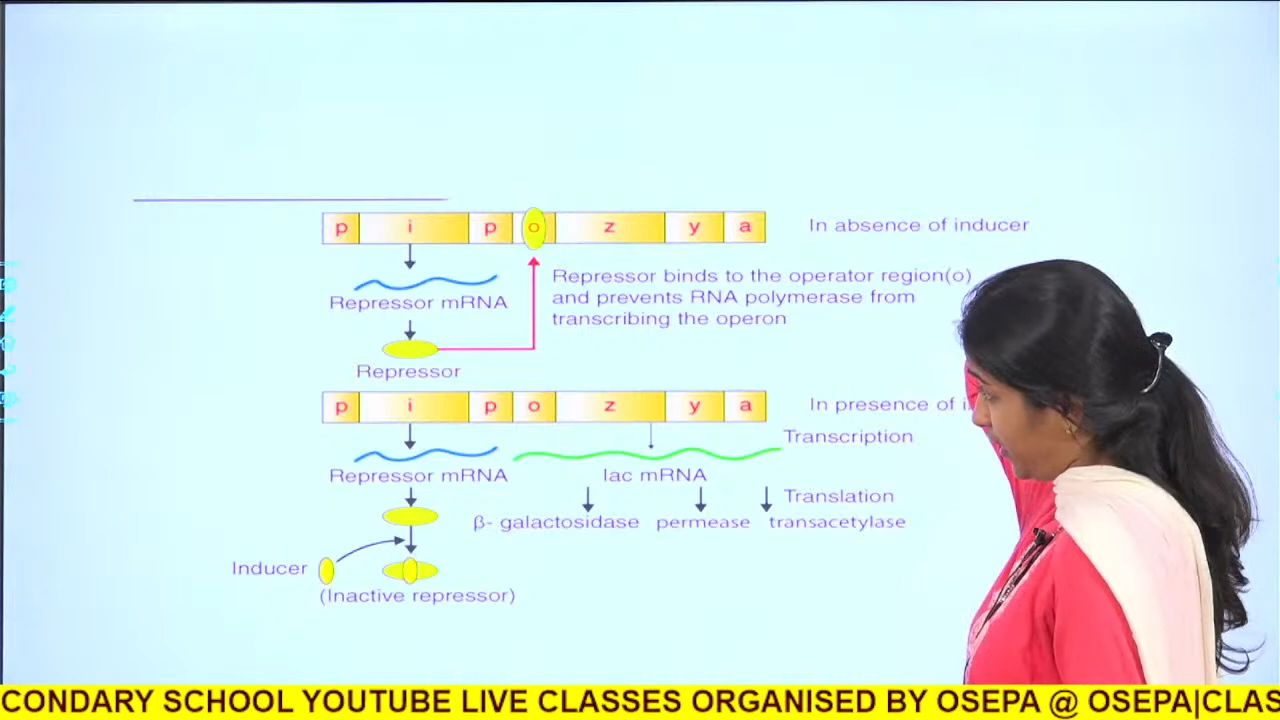 p i p o z y a In absence of inducer
Repressor binds to the operator region(o)
and prevents RNA polymerase from
transcribing the operon
Repressor mRNA
Repressor
p i p o z y a In presence of
Transcription
Repressor mRNA lac mRNA
Translation
β- galactosidase permease transacetylase
Inducer
(Inactive repressor)
CONDARY SCHOOL YOUTUBE LIVE CLASSES ORGANISED BY OSEPA @ OSEPA|CLAS